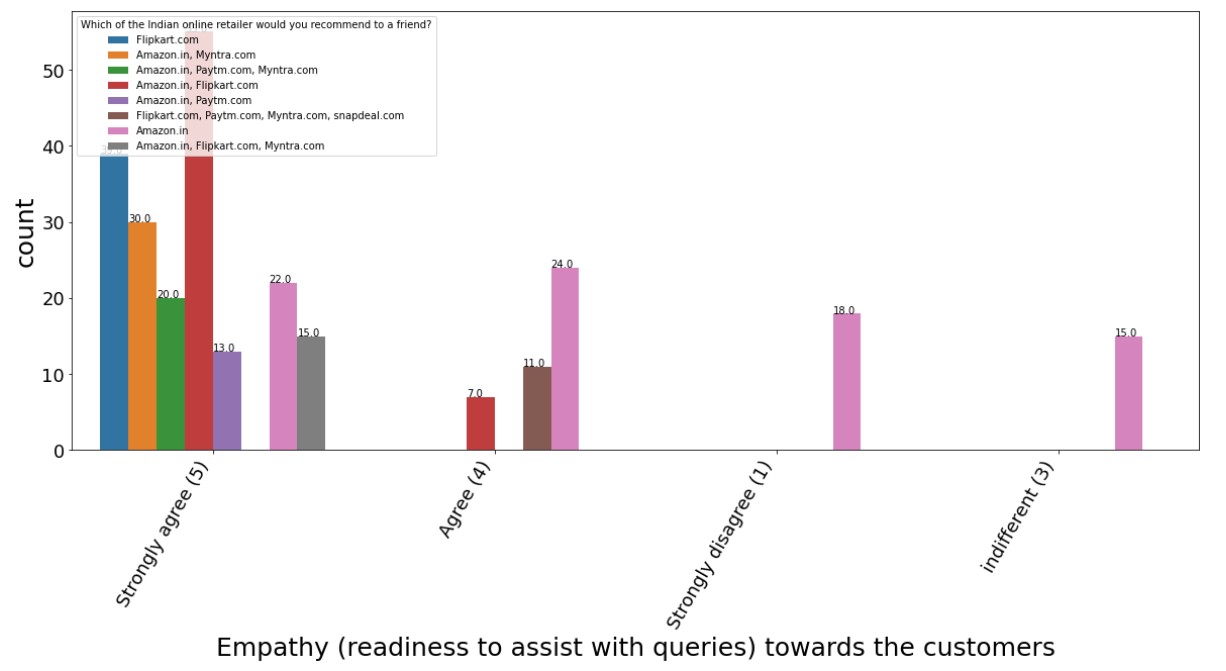 Which of the Indian online retailer would you recommend to a friend?
Flipkart.com
Amazon.in, Myntra.com
Amazon.in, Paytm.com, Myntra.com
Amazon.in, Flipkart.com
Amazon.in, Paytm.com
Flipkart.com, Paytm.com, Myntra.com, snapdeal.com
Amazon.in
Amazon.in, Flipkart.com, Myntra.com
count
50
40
30
20
10
0
30.0
20.0
13.0
22.0
15.0
7.0
11.0
24.0
18.0
15.0
Strongly agree (5)
Agree (4)
Strongly disagree (1)
indifferent (3)
Empathy (readiness to assist with queries) towards the customers